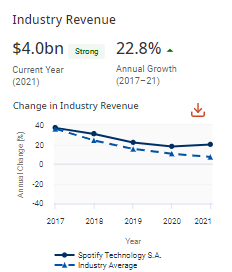 Industry Revenue
$4.0bn Strong 22.8%
Current Year Annual Growth
(2021) (2017–21)
Change in Industry Revenue
Annual Change (%)
40
20
0
-20
-40
2017 2018 2019 2020 2021
Year
Spotify Technology S.A.
Industry Average